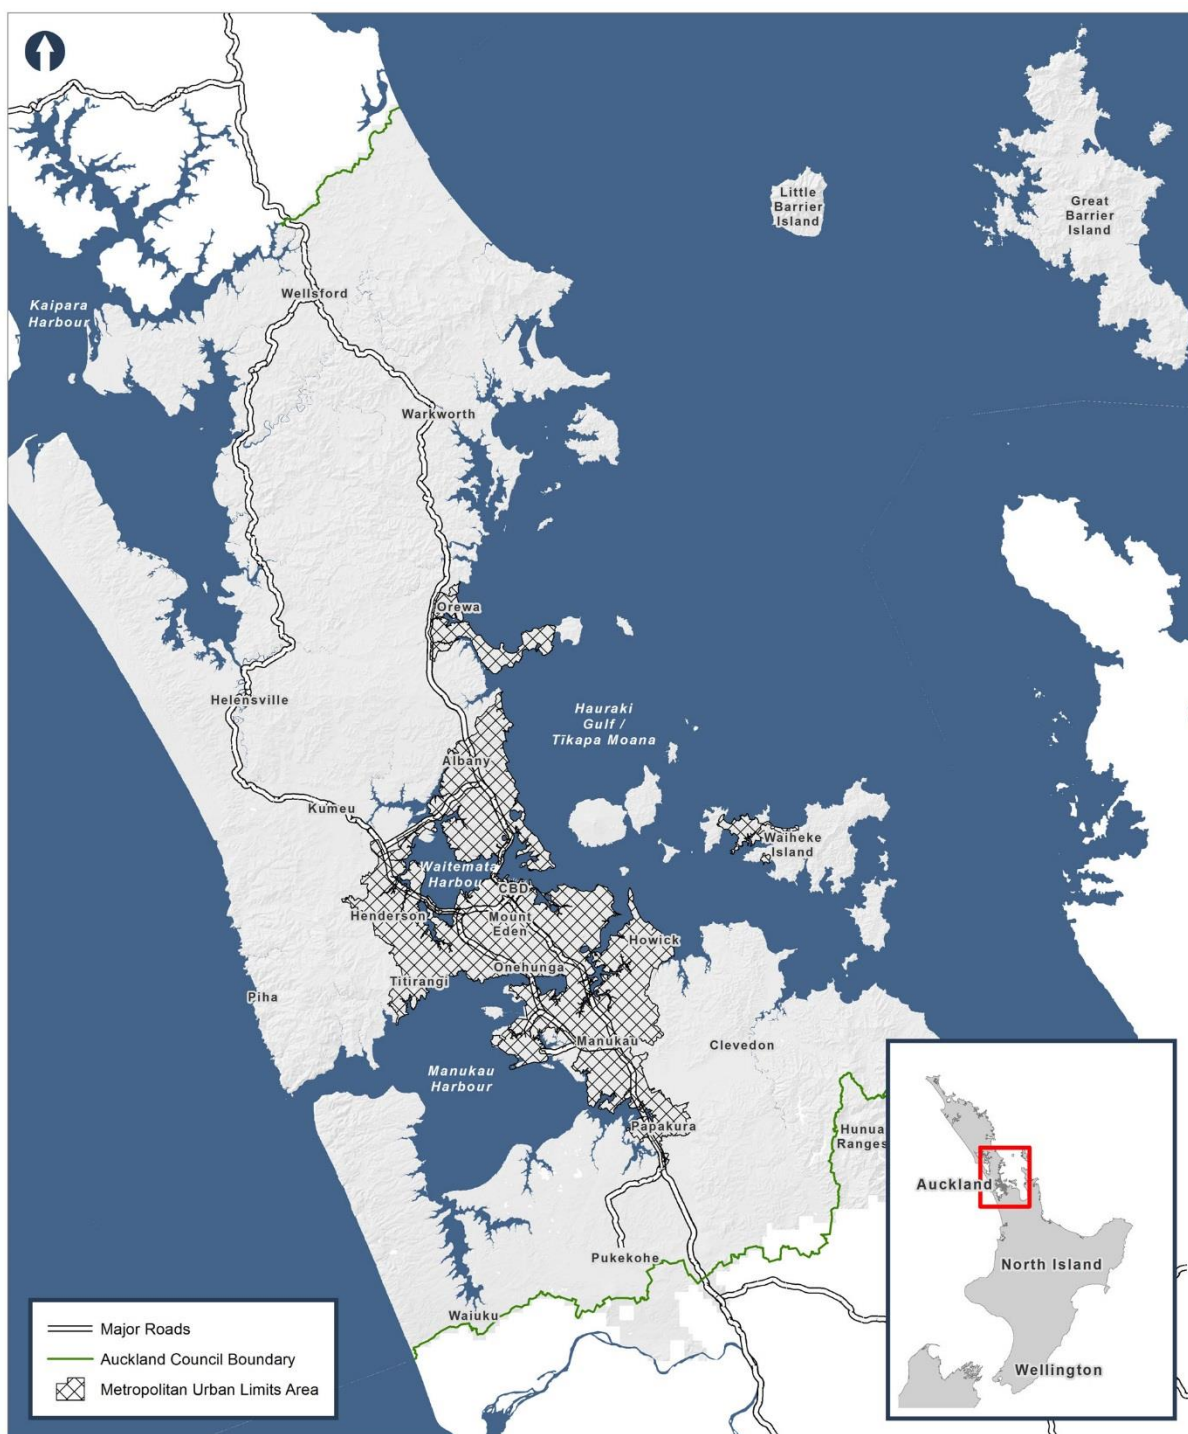 Little
Barrier
Island
Great
Barrier
Island
Wellsford
Kaipara
Harbour
Warkworth
Orewa
Helensville
Hauraki
Gulf /
Tīkapa Moana
Albany
Kumeu
Waiheke
Island
Waitemata
Harbou
CBD
Henderson
Mount
Eden
Howick
Onehunga
Titirangi
Piha
Manukau
Clevedon
Manukau
Harbour
Papakura
Hunua
Ranges
Pukekohe
Waiuku
Major Roads
Auckland Council Boundary
Metropolitan Urban Limits Area
Auckland
North Island
Wellington